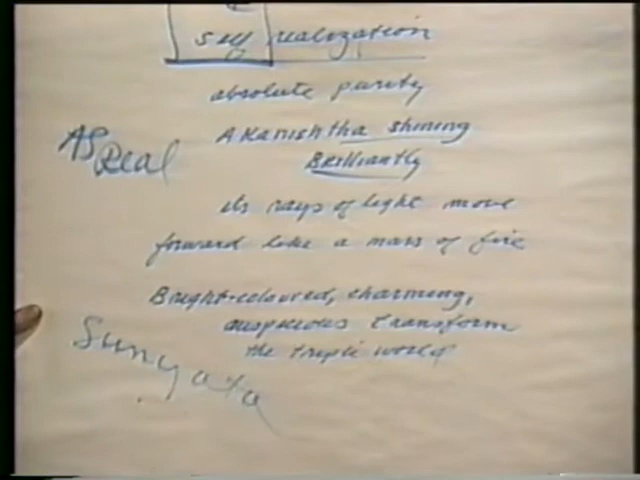 self realization
absolute purity
Akanishtha shining
Brilliantly
AS Real
its rays of light move
forward like a mass of fire
Bright-coloured, charming,
auspicious transform
the triple world
Sunyata